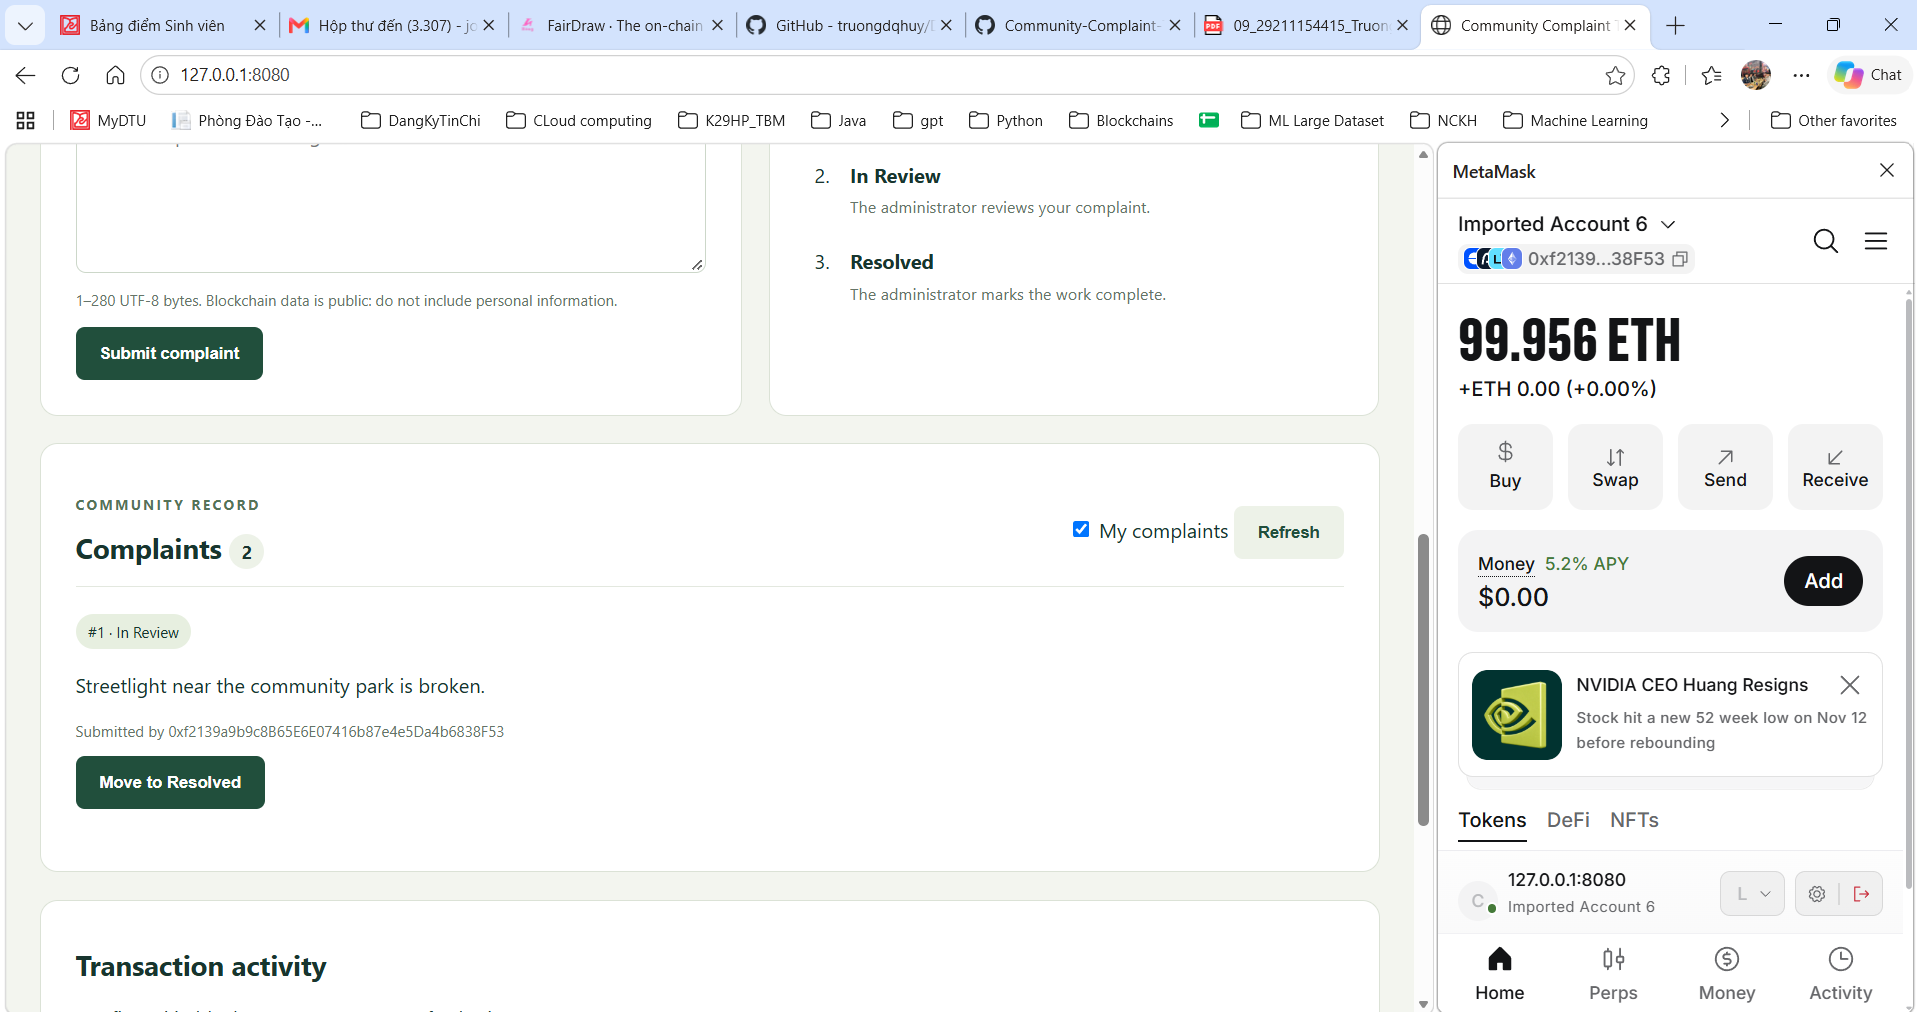 Bảng điểm Sinh viên
Hộp thư đến (3.307) - jo
FairDraw · The on-chain
GitHub - truongdqhuy/
Community-Complaint-
PDF
09_29211154415_Truon
Community Complaint
127.0.0.1:8080
Chat
MyDTU
Phòng Đào Tạo -...
DangKyTinChi
CLoud computing
K29HP_TBM
Java
gpt
Python
Blockchains
ML Large Dataset
NCKH
Machine Learning
Other favorites
1–280 UTF-8 bytes. Blockchain data is public: do not include personal information.
Submit complaint
2. In Review
The administrator reviews your complaint.
3. Resolved
The administrator marks the work complete.
COMMUNITY RECORD
Complaints 2
My complaints
Refresh
#1 · In Review
Streetlight near the community park is broken.
Submitted by 0xf2139a9b9c8B65E6E07416b87e4e5Da4b6838F53
Move to Resolved
Transaction activity
MetaMask
Imported Account 6
0xf2139...38F53
99.956 ETH
+ETH 0.00 (+0.00%)
Buy
Swap
Send
Receive
Money 5.2% APY
$0.00
Add
NVIDIA CEO Huang Resigns
Stock hit a new 52 week low on Nov 12
before rebounding
Tokens
DeFi
NFTs
C
127.0.0.1:8080
Imported Account 6
L
Home
Perps
Money
Activity